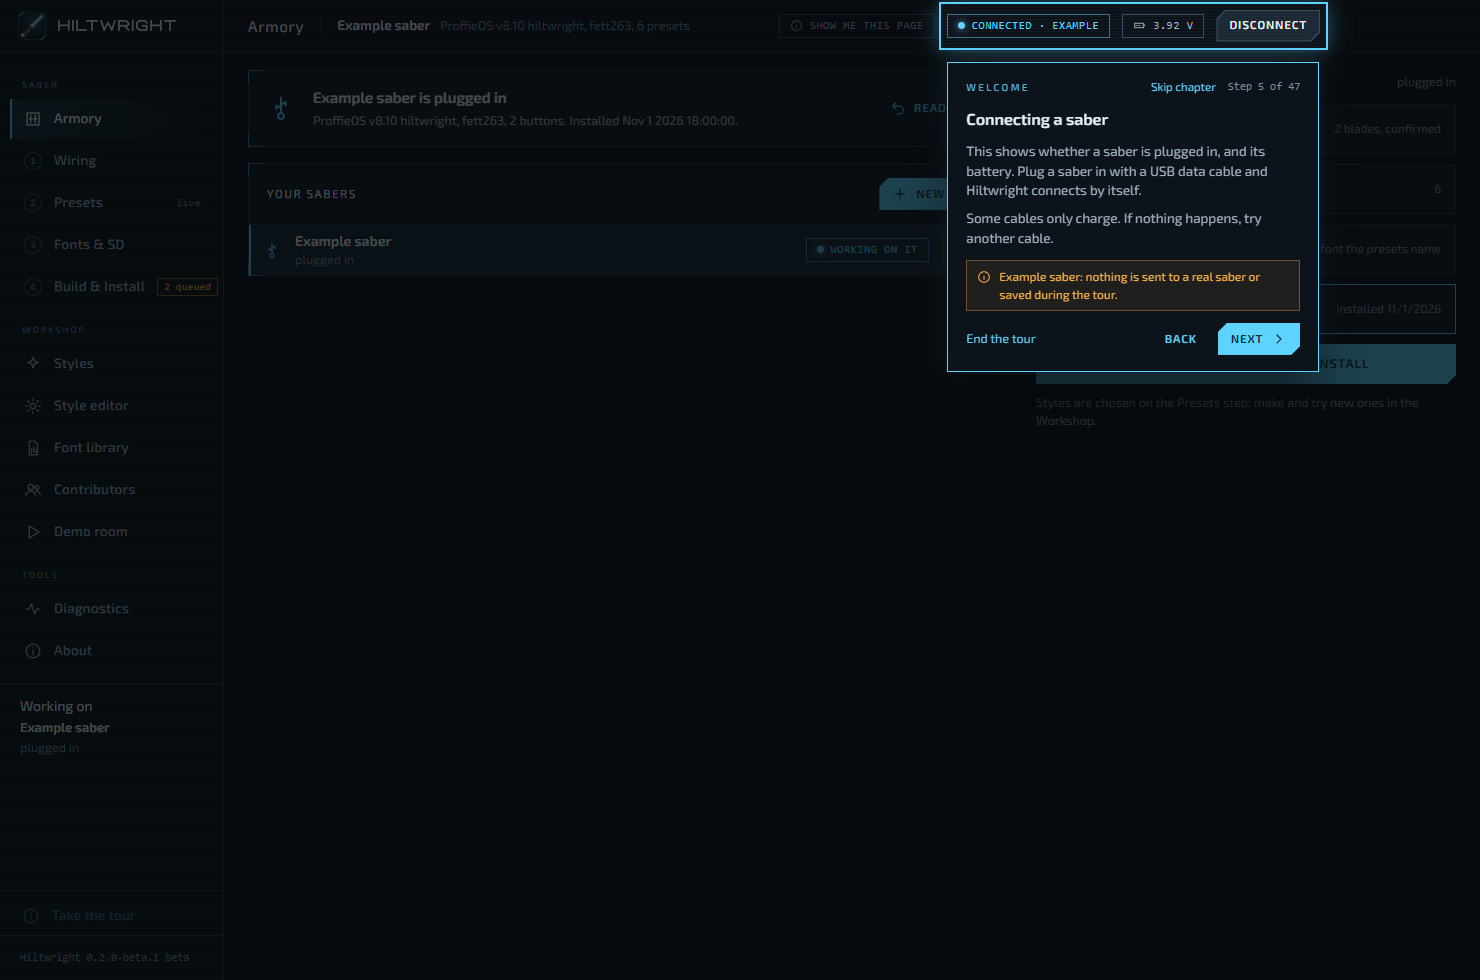 HILTWRIGHT
Armory
Example saber
ProffieOS v8.10 hiltwright, fett263, 6 presets
SHOW ME THIS PAGE
CONNECTED · EXAMPLE
3.92 V
DISCONNECT
SABER
Armory
1 Wiring
2 Presets live
3 Fonts & SD
4 Build & Install 2 queued
WORKSHOP
Styles
Style editor
Font library
Contributors
Demo room
TOOLS
Diagnostics
About
Working on
Example saber
plugged in
Take the tour
Hiltwright 0.2.0-beta.1 beta
Example saber is plugged in
ProffieOS v8.10 hiltwright, fett263, 2 buttons. Installed Nov 1 2026 18:00:00.
READ
YOUR SABERS
NEW
Example saber
plugged in
WORKING ON IT
WELCOME
Skip chapter
Step 5 of 47
Connecting a saber
This shows whether a saber is plugged in, and its
battery. Plug a saber in with a USB data cable and
Hiltwright connects by itself.
Some cables only charge. If nothing happens, try
another cable.
Example saber: nothing is sent to a real saber or
saved during the tour.
End the tour
BACK
NEXT
plugged in
2 blades, confirmed
6
font the presets name
installed 11/1/2026
NSTALL
Styles are chosen on the Presets step; make and try new ones in the
Workshop.